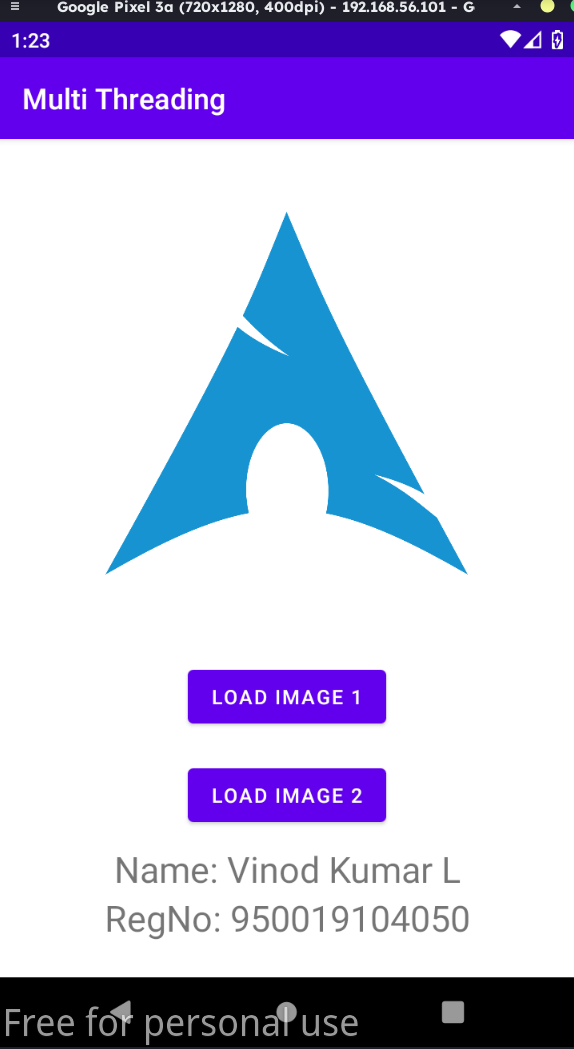 Google Pixel 3a (720x1280, 400dpi) - 192.168.56.101 - G
1:23
Multi Threading
LOAD IMAGE 1
LOAD IMAGE 2
Name: Vinod Kumar L
RegNo: 950019104050
Free for personal use